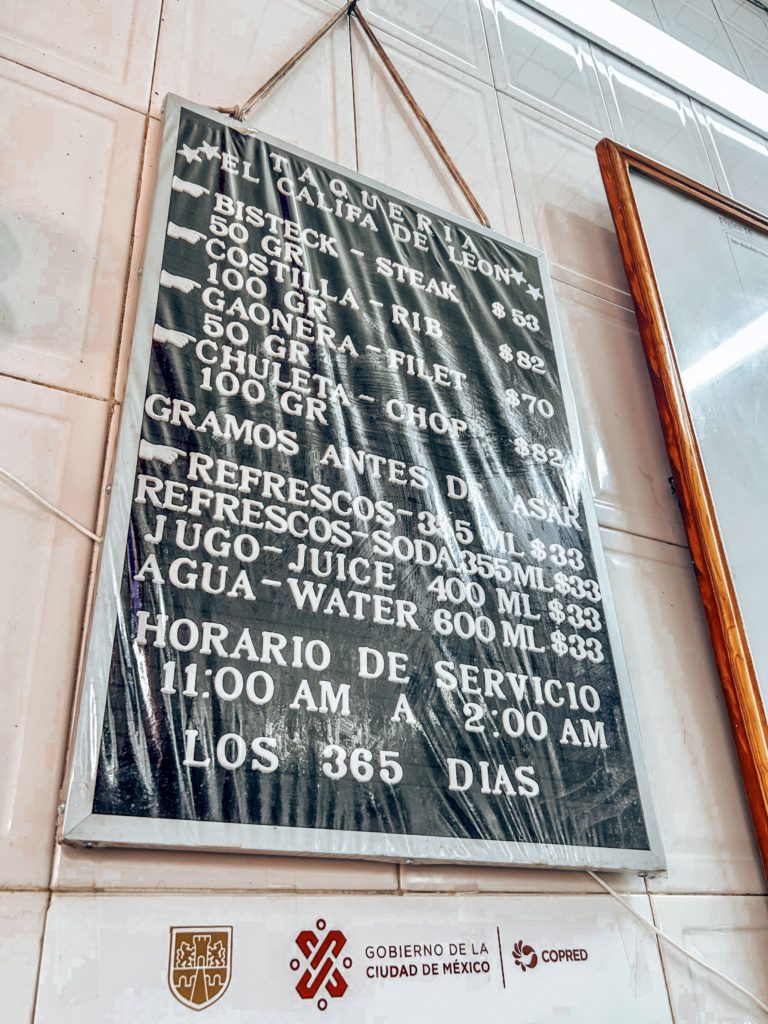 TAQUERIA
EL CALIFA DE LEON
BISTECK - STEAK
50 GR $53
COSTILLA - RIB
100 GR $82
GAONERA - FILET
50 GR $70
CHULETA - CHOP
100 GR $82
GRAMOS ANTES DE ASAR
REFRESCOS - 355 ML $33
REFRESCOS-SODA 355ML $33
JUGO-JUICE 400 ML $33
AGUA-WATER 600 ML $33
HORARIO DE SERVICIO
11:00 AM A 2:00 AM
LOS 365 DIAS
GOBIERNO DE LA
CIUDAD DE MÉXICO
COPRED